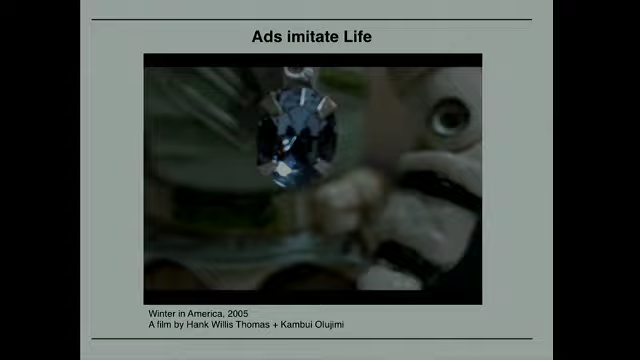 Ads imitate Life
Winter in America, 2005
A film by Hank Willis Thomas + Kambui Olujimi